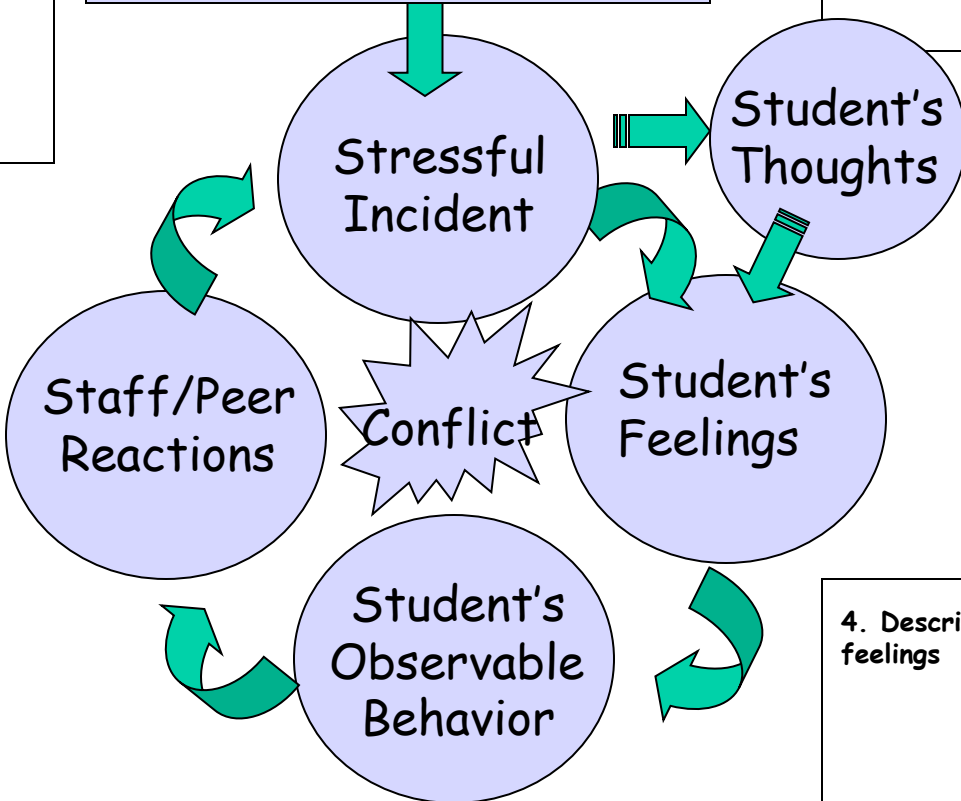 Stressful
Incident
Student's
Thoughts
Staff/Peer
Reactions
Conflict
Student's
Feelings
Student's
Observable
Behavior
4. Descri
feelings